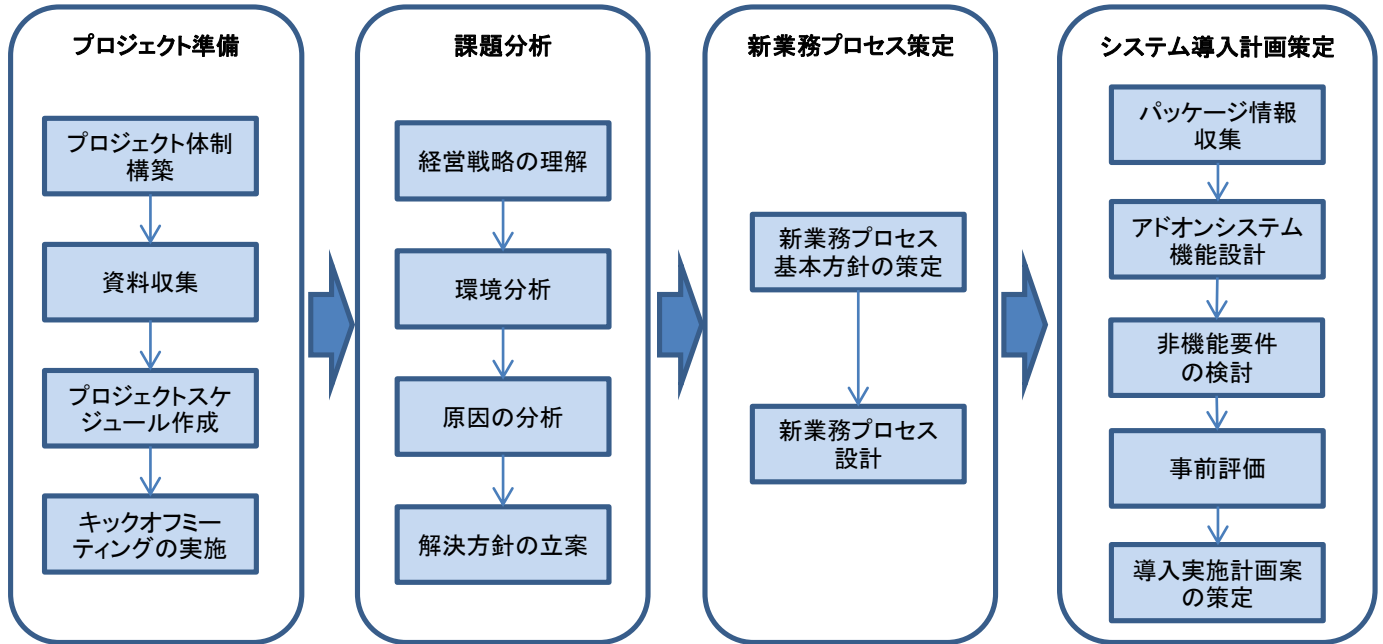 プロジェクト準備
プロジェクト体制
構築
資料収集
プロジェクトスケ
ジュール作成
キックオフミー
ティングの実施
課題分析
経営戦略の理解
環境分析
原因の分析
解決方針の立案
新業務プロセス策定
新業務プロセス
基本方針の策定
新業務プロセス
設計
システム導入計画策定
パッケージ情報
収集
アドオンシステム
機能設計
非機能要件
の検討
事前評価
導入実施計画案
の策定